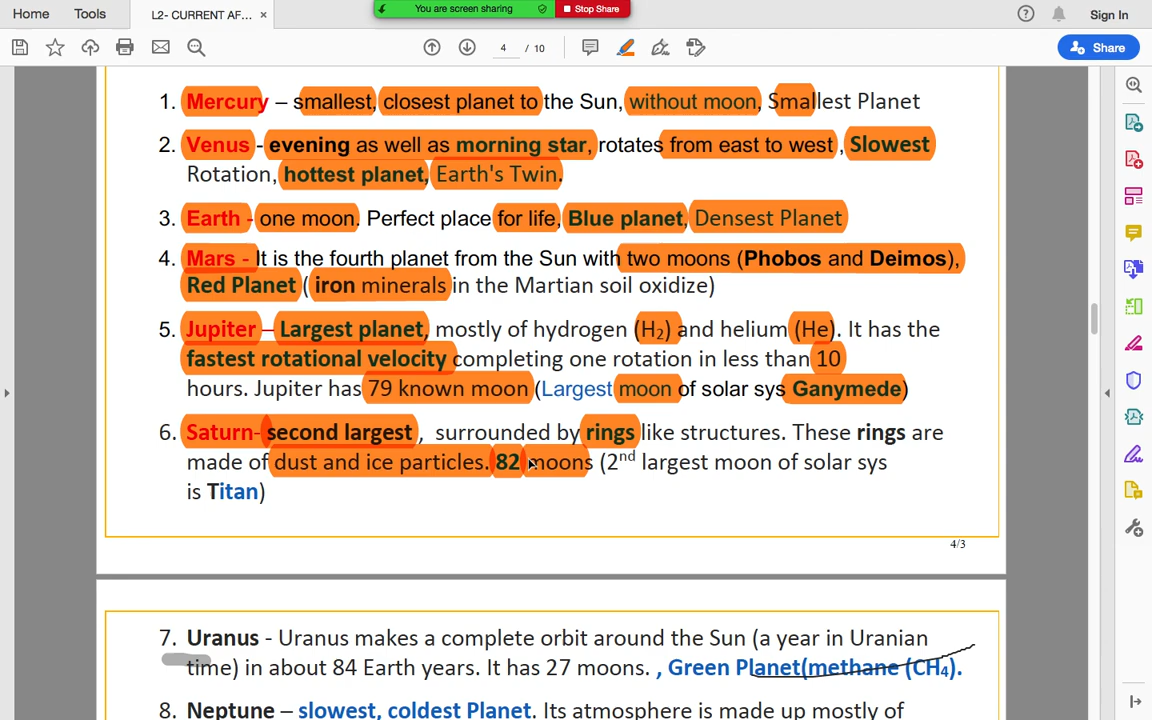 Home Tools L2- CURRENT AF... × You are screen sharing Stop Share Sign In
4 / 10 Share
1. Mercury – smallest, closest planet to the Sun, without moon, Smallest Planet
2. Venus - evening as well as morning star, rotates from east to west , Slowest
Rotation, hottest planet, Earth's Twin.
3. Earth - one moon. Perfect place for life, Blue planet, Densest Planet
4. Mars - It is the fourth planet from the Sun with two moons (Phobos and Deimos),
Red Planet ( iron minerals in the Martian soil oxidize)
5. Jupiter – Largest planet, mostly of hydrogen (H₂) and helium (He). It has the
fastest rotational velocity completing one rotation in less than 10
hours. Jupiter has 79 known moon (Largest moon of solar sys Ganymede)
6. Saturn- second largest , surrounded by rings like structures. These rings are
made of dust and ice particles. 82 moons (2nd largest moon of solar sys
is Titan)
4/3
7. Uranus - Uranus makes a complete orbit around the Sun (a year in Uranian
time) in about 84 Earth years. It has 27 moons. , Green Planet(methane (CH₄).
8. Neptune – slowest, coldest Planet. Its atmosphere is made up mostly of